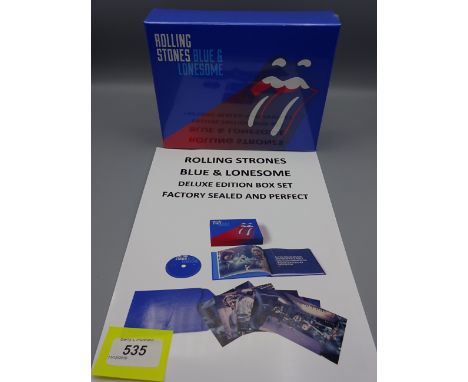 ROLLING
STONES BLUE &
LONESOME
ROLLING STRONES
BLUE & LONESOME
DELUXE EDITION BOX SET
FACTORY SEALED AND PERFECT
535